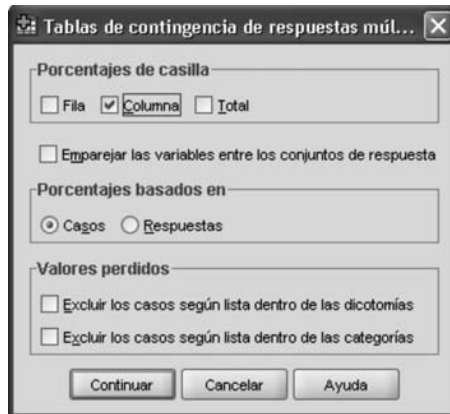 Tablas de contingencia de respuestas múl...
Porcentajes de casilla
Fila Columna Total
Emparejar las variables entre los conjuntos de respuesta
Porcentajes basados en
Casos Respuestas
Valores perdidos
Excluir los casos según lista dentro de las dicotomías
Excluir los casos según lista dentro de las categorías
Continuar Cancelar Ayuda